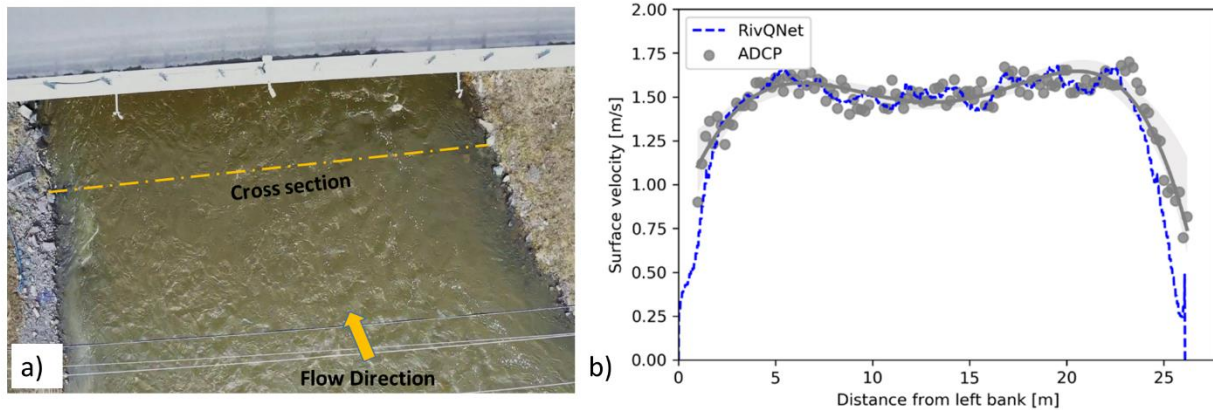 Cross section
Flow Direction
a)
2.00
1.75
1.50
1.25
1.00
0.75
0.50
0.25
0.00
Surface velocity [m/s]
RivQNet
ADCP
0
5
10
15
20
25
Distance from left bank [m]
b)